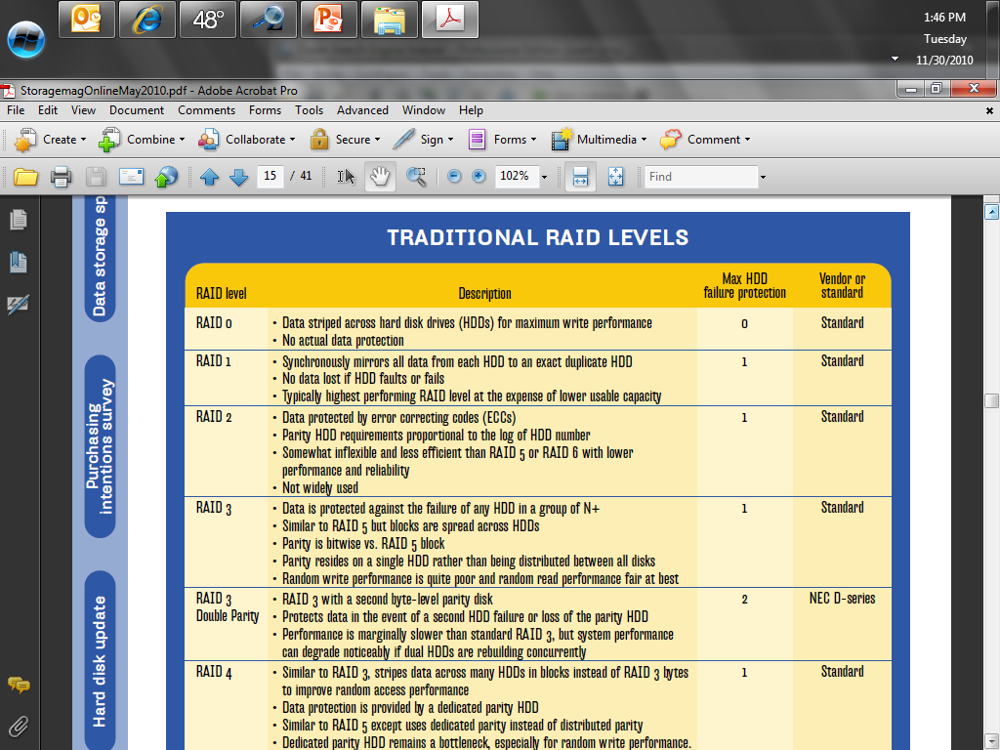 48°
1:46 PM
Tuesday
11/30/2010
StoragemagOnlineMay2010.pdf - Adobe Acrobat Pro
File Edit View Document Comments Forms Tools Advanced Window Help
Create Combine Collaborate Secure Sign Forms Multimedia Comment
15 / 41 102% Find
Data storage sp
Purchasing
intentions survey
Hard disk update
TRADITIONAL RAID LEVELS
RAID level Description Max HDD failure protection Vendor or standard
RAID 0 • Data striped across hard disk drives (HDDs) for maximum write performance 0 Standard
• No actual data protection
RAID 1 • Synchronously mirrors all data from each HDD to an exact duplicate HDD 1 Standard
• No data lost if HDD faults or fails
• Typically highest performing RAID level at the expense of lower usable capacity
RAID 2 • Data protected by error correcting codes (ECCs) 1 Standard
• Parity HDD requirements proportional to the log of HDD number
• Somewhat inflexible and less efficient than RAID 5 or RAID 6 with lower
performance and reliability
• Not widely used
RAID 3 • Data is protected against the failure of any HDD in a group of N+ 1 Standard
• Similar to RAID 5 but blocks are spread across HDDs
• Parity is bitwise vs. RAID 5 block
• Parity resides on a single HDD rather than being distributed between all disks
• Random write performance is quite poor and random read performance fair at best
RAID 3 • RAID 3 with a second byte-level parity disk 2 NEC D-series
Double Parity • Protects data in the event of a second HDD failure or loss of the parity HDD
• Performance is marginally slower than standard RAID 3, but system performance
can degrade noticeably if dual HDDs are rebuilding concurrently
RAID 4 • Similar to RAID 3, stripes data across many HDDs in blocks instead of RAID 3 bytes 1 Standard
to improve random access performance
• Data protection is provided by a dedicated parity HDD
• Similar to RAID 5 except uses dedicated parity instead of distributed parity
• Dedicated parity HDD remains a bottleneck, especially for random write performance.